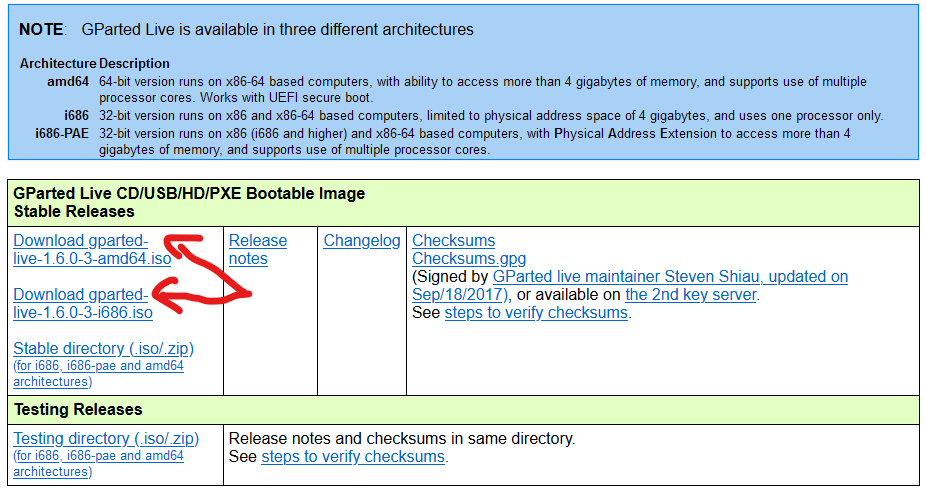 NOTE:   GParted Live is available in three different architectures
Architecture Description
amd64 64-bit version runs on x86-64 based computers, with ability to access more than 4 gigabytes of memory, and supports use of multiple
processor cores. Works with UEFI secure boot.
i686 32-bit version runs on x86 and x86-64 based computers, limited to physical address space of 4 gigabytes, and uses one processor only.
i686-PAE 32-bit version runs on x86 (i686 and higher) and x86-64 based computers, with Physical Address Extension to access more than 4
gigabytes of memory, and supports use of multiple processor cores.
GParted Live CD/USB/HD/PXE Bootable Image
Stable Releases
Download gparted-
live-1.6.0-3-amd64.iso
Download gparted-
live-1.6.0-3-i686.iso
Stable directory (.iso/.zip)
(for i686, i686-pae and amd64
architectures)
Release
notes
Changelog
Checksums
Checksums.gpg
(Signed by GParted live maintainer Steven Shiau, updated on
Sep/18/2017), or available on the 2nd key server.
See steps to verify checksums.
Testing Releases
Testing directory (.iso/.zip)
(for i686, i686-pae and amd64
architectures)
Release notes and checksums in same directory.
See steps to verify checksums.